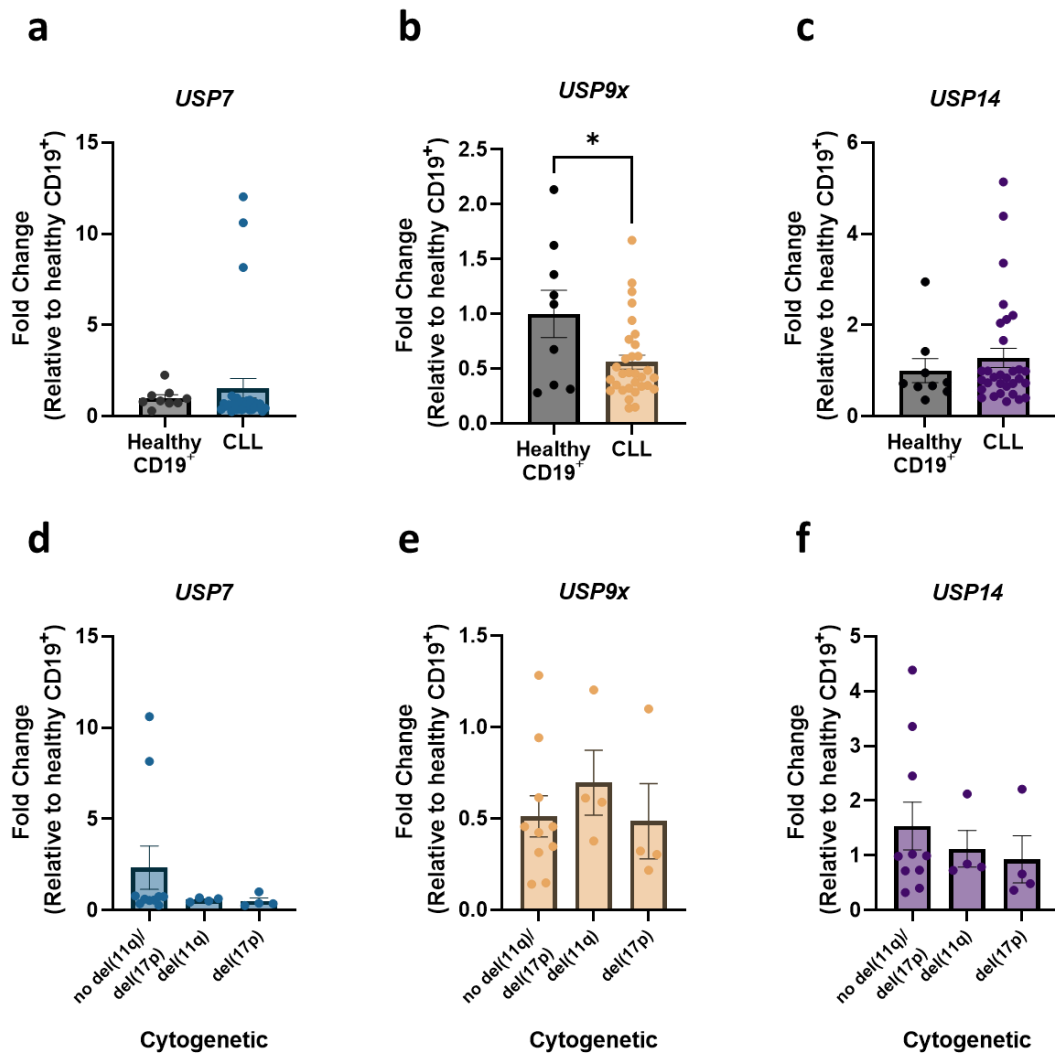 a
USP7
Fold Change
(Relative to healthy CD19+)
15
10
5
0
Healthy
CD19+
CLL
b
USP9x
*
Fold Change
(Relative to healthy CD19+)
2.5
2.0
1.5
1.0
0.5
0.0
Healthy
CD19+
CLL
c
USP14
Fold Change
(Relative to healthy CD19+)
6
4
2
0
Healthy
CD19+
CLL
d
USP7
Fold Change
(Relative to healthy CD19+)
15
10
5
0
no del(11q)/
del(17p)
del(11q)
del(17p)
Cytogenetic
e
USP9x
Fold Change
(Relative to healthy CD19+)
1.5
1.0
0.5
0.0
no del(11q)/
del(17p)
del(11q)
del(17p)
Cytogenetic
f
USP14
Fold Change
(Relative to healthy CD19+)
5
4
3
2
1
0
no del(11q)/
del(17p)
del(11q)
del(17p)
Cytogenetic